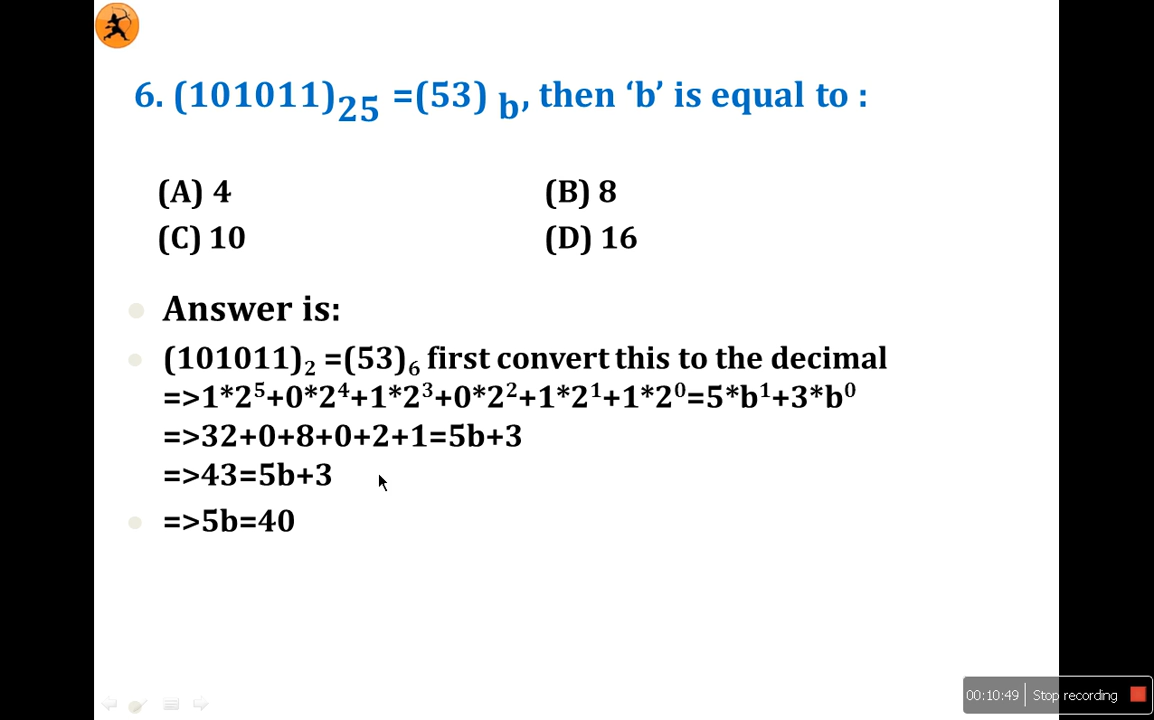 6. (101011)₂₅ =(53) b, then ‘b’ is equal to :
(A) 4 (B) 8
(C) 10 (D) 16
Answer is:
(101011)₂ =(53)₆ first convert this to the decimal
=>1*2⁵+0*2⁴+1*2³+0*2²+1*2¹+1*2⁰=5*b¹+3*b⁰
=>32+0+8+0+2+1=5b+3
=>43=5b+3
=>5b=40
00:10:49 Stop recording